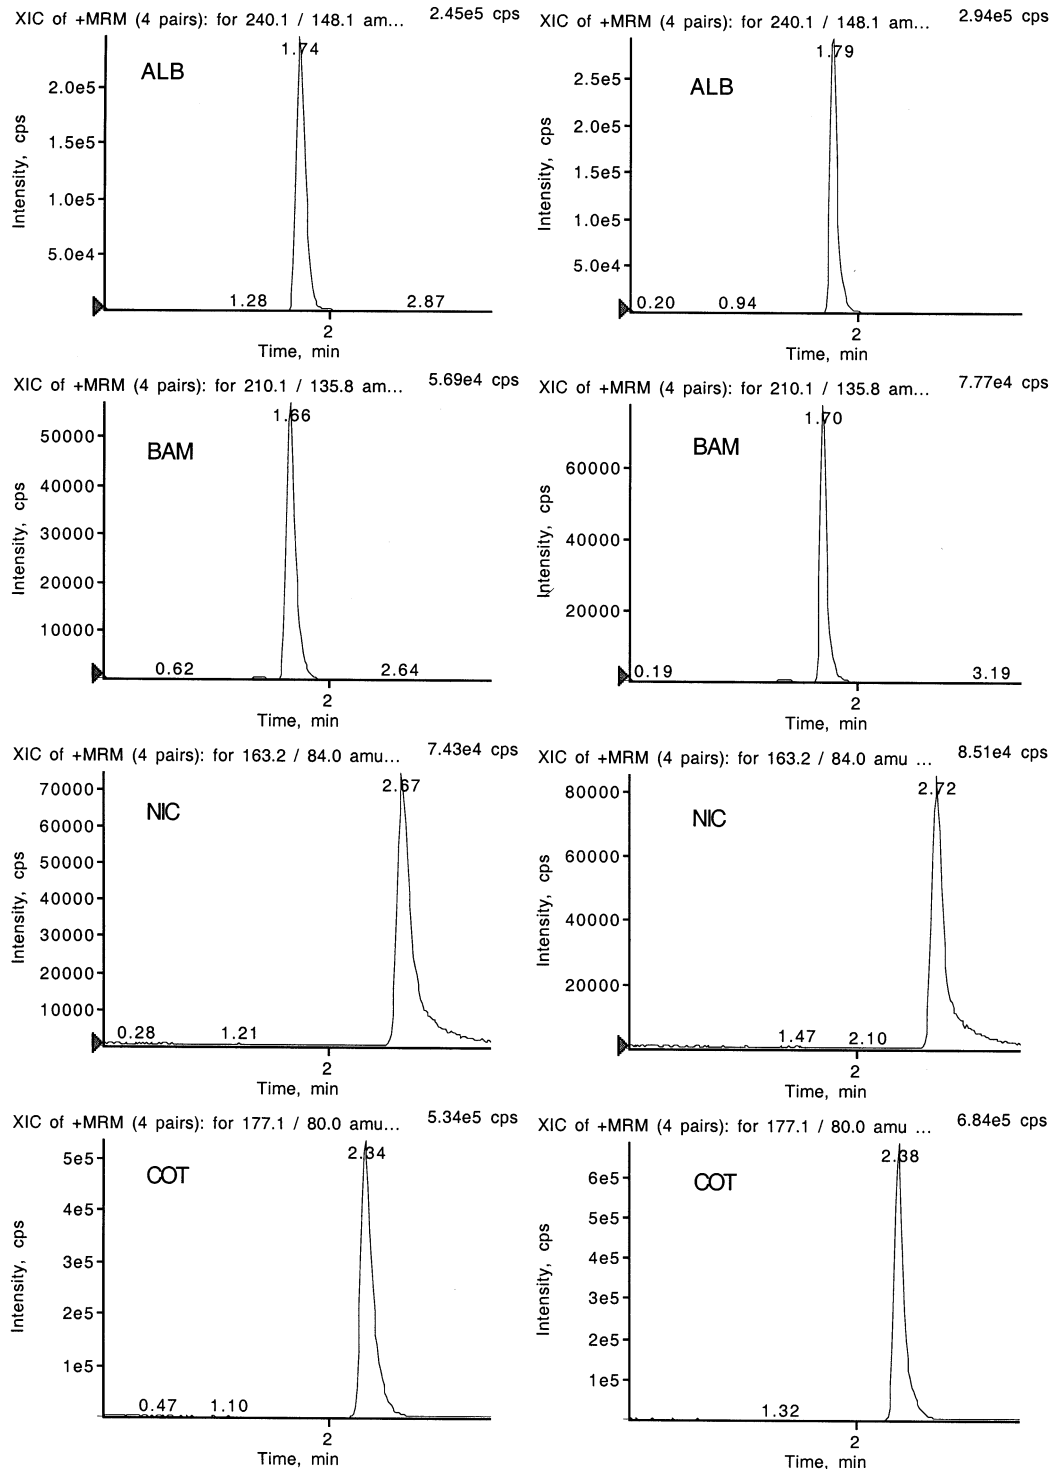 XIC of +MRM (4 pairs): for 240.1 / 148.1 am... 2.45e5 cps
1.74
ALB
2.0e5
1.5e5
1.0e5
5.0e4
Intensity, cps
1.28
2.87
2
Time, min
XIC of +MRM (4 pairs): for 240.1 / 148.1 am... 2.94e5 cps
1.79
ALB
2.5e5
2.0e5
1.5e5
1.0e5
5.0e4
Intensity, cps
0.20
0.94
2
Time, min
XIC of +MRM (4 pairs): for 210.1 / 135.8 am... 5.69e4 cps
1.66
BAM
50000
40000
30000
20000
10000
Intensity, cps
0.62
2.64
2
Time, min
XIC of +MRM (4 pairs): for 210.1 / 135.8 am... 7.77e4 cps
1.70
BAM
60000
40000
20000
Intensity, cps
0.19
3.19
2
Time, min
XIC of +MRM (4 pairs): for 163.2 / 84.0 amu... 7.43e4 cps
2.67
NIC
70000
60000
50000
40000
30000
20000
10000
Intensity, cps
0.28
1.21
2
Time, min
XIC of +MRM (4 pairs): for 163.2 / 84.0 amu ... 8.51e4 cps
2.72
NIC
80000
60000
40000
20000
Intensity, cps
1.47
2.10
2
Time, min
XIC of +MRM (4 pairs): for 177.1 / 80.0 amu... 5.34e5 cps
2.34
COT
5e5
4e5
3e5
2e5
1e5
Intensity, cps
0.47
1.10
2
Time, min
XIC of +MRM (4 pairs): for 177.1 / 80.0 amu ... 6.84e5 cps
2.38
COT
6e5
5e5
4e5
3e5
2e5
1e5
Intensity, cps
1.32
2
Time, min